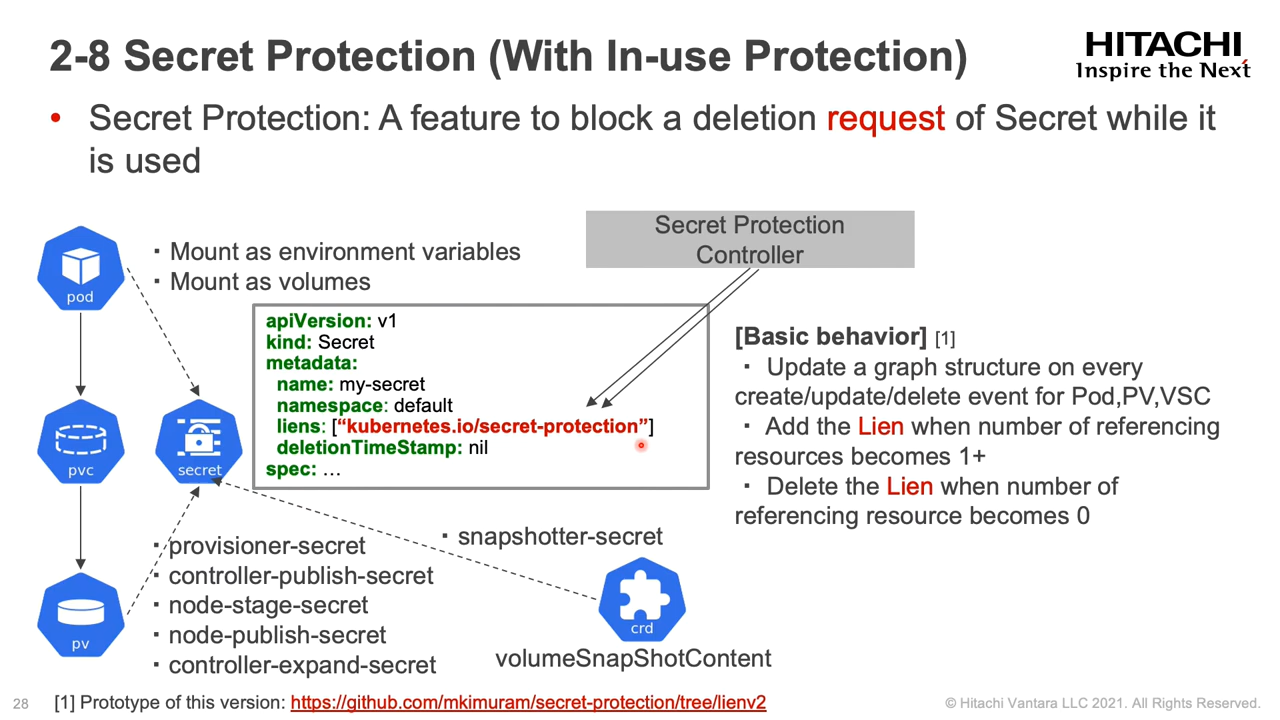 2-8 Secret Protection (With In-use Protection)
HITACHI
Inspire the Next
• Secret Protection: A feature to block a deletion request of Secret while it
is used
Secret Protection
Controller
pod
・Mount as environment variables
・Mount as volumes
apiVersion: v1
kind: Secret
metadata:
name: my-secret
namespace: default
liens: [“kubernetes.io/secret-protection”]
deletionTimeStamp: nil
spec: …
[Basic behavior] [1]
・ Update a graph structure on every
create/update/delete event for Pod,PV,VSC
・ Add the Lien when number of referencing
resources becomes 1+
・ Delete the Lien when number of
referencing resource becomes 0
pvc
secret
・provisioner-secret
・controller-publish-secret
・node-stage-secret
・node-publish-secret
・controller-expand-secret
・snapshotter-secret
pv
crd
volumeSnapShotContent
28
[1] Prototype of this version: https://github.com/mkimuram/secret-protection/tree/lienv2
© Hitachi Vantara LLC 2021. All Rights Reserved.